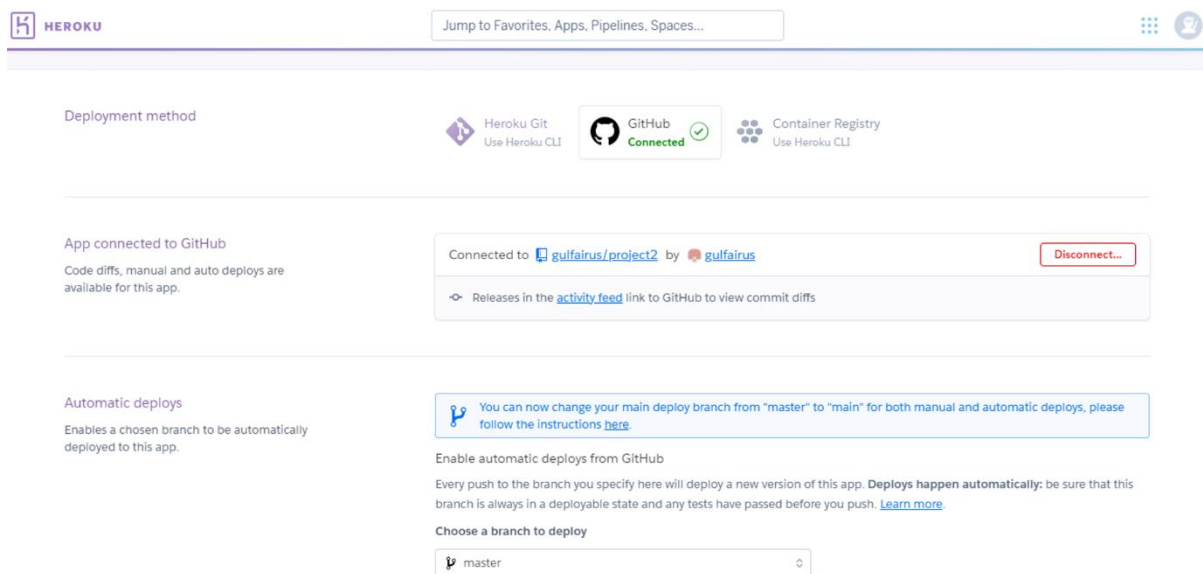 HEROKU
Jump to Favorites, Apps, Pipelines, Spaces...
Deployment method
Heroku Git
Use Heroku CLI
GitHub
Connected
Container Registry
Use Heroku CLI
App connected to GitHub
Code diffs, manual and auto deploys are
available for this app.
Connected to gulfairus/project2 by gulfairus
Disconnect...
Releases in the activity feed link to GitHub to view commit diffs
Automatic deploys
Enables a chosen branch to be automatically
deployed to this app.
You can now change your main deploy branch from "master" to "main" for both manual and automatic deploys, please
follow the instructions here.
Enable automatic deploys from GitHub
Every push to the branch you specify here will deploy a new version of this app. Deploys happen automatically: be sure that this
branch is always in a deployable state and any tests have passed before you push. Learn more.
Choose a branch to deploy
master